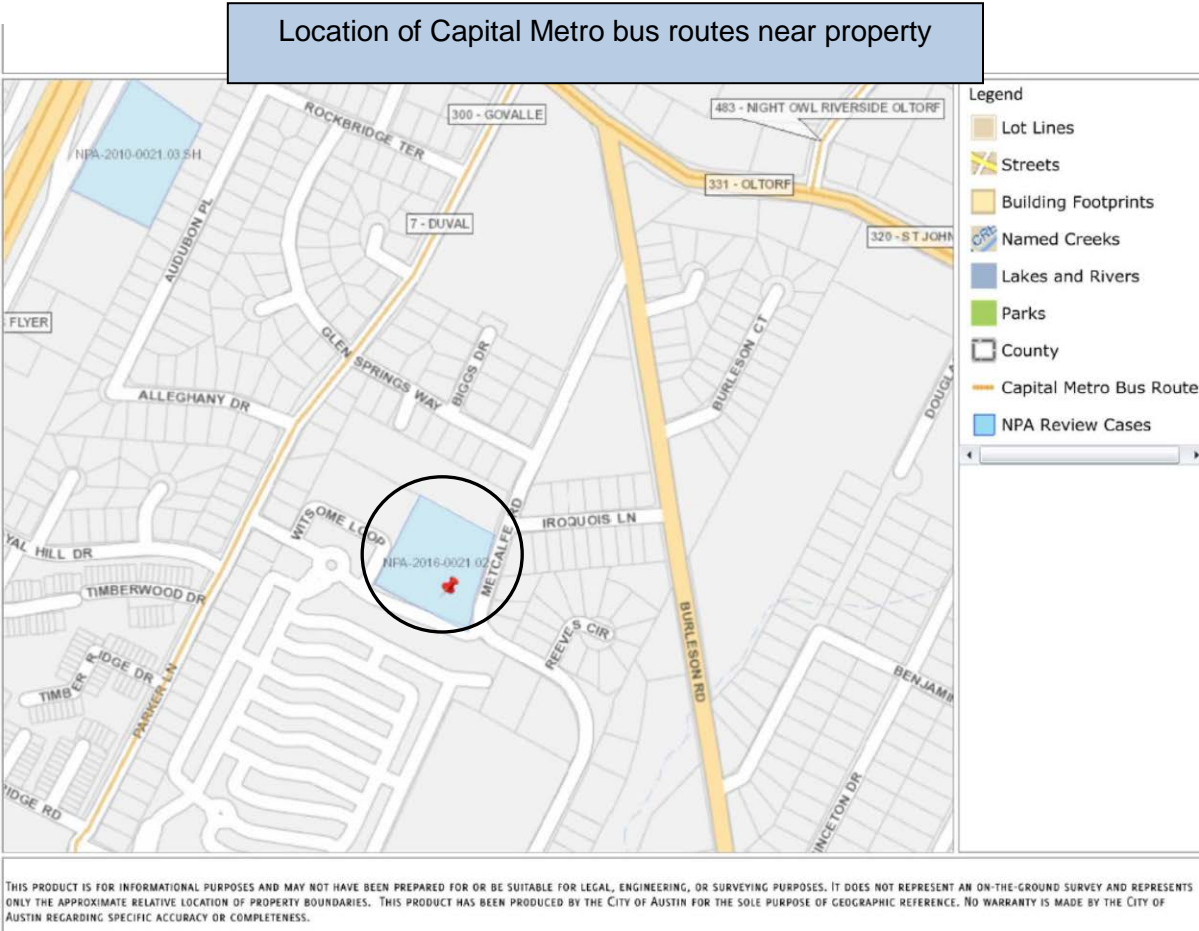 Location of Capital Metro bus routes near property
Legend
Lot Lines
Streets
Building Footprints
Named Creeks
Lakes and Rivers
Parks
County
Capital Metro Bus Route
NPA Review Cases
300 - GOVALLE
483 - NIGHT OWL RIVERSIDE OLTORF
ROCKBRIDGE TER
NPA-2010-0021.03.SH
331 - OLTORF
7 - DUVAL
320 - ST JOHN
AUDUBON PL
FLYER
GLEN SPRINGS WAY
BIGGS DR
BURLESON CT
DOUGLA
ALLEGHANY DR
WITSOME LOOP
METCALFE RD
IROQUOIS LN
YAL HILL DR
NPA-2016-0021.02
TIMBERWOOD DR
REEVES CIR
BURLESON RD
TIMBER RIDGE DR
PARKER LN
BENJAMIN
IDGE RD
INCETON DR
THIS PRODUCT IS FOR INFORMATIONAL PURPOSES AND MAY NOT HAVE BEEN PREPARED FOR OR BE SUITABLE FOR LEGAL, ENGINEERING, OR SURVEYING PURPOSES. IT DOES NOT REPRESENT AN ON-THE-GROUND SURVEY AND REPRESENTS
ONLY THE APPROXIMATE RELATIVE LOCATION OF PROPERTY BOUNDARIES. THIS PRODUCT HAS BEEN PRODUCED BY THE CITY OF AUSTIN FOR THE SOLE PURPOSE OF GEOGRAPHIC REFERENCE. NO WARRANTY IS MADE BY THE CITY OF
AUSTIN REGARDING SPECIFIC ACCURACY OR COMPLETENESS.